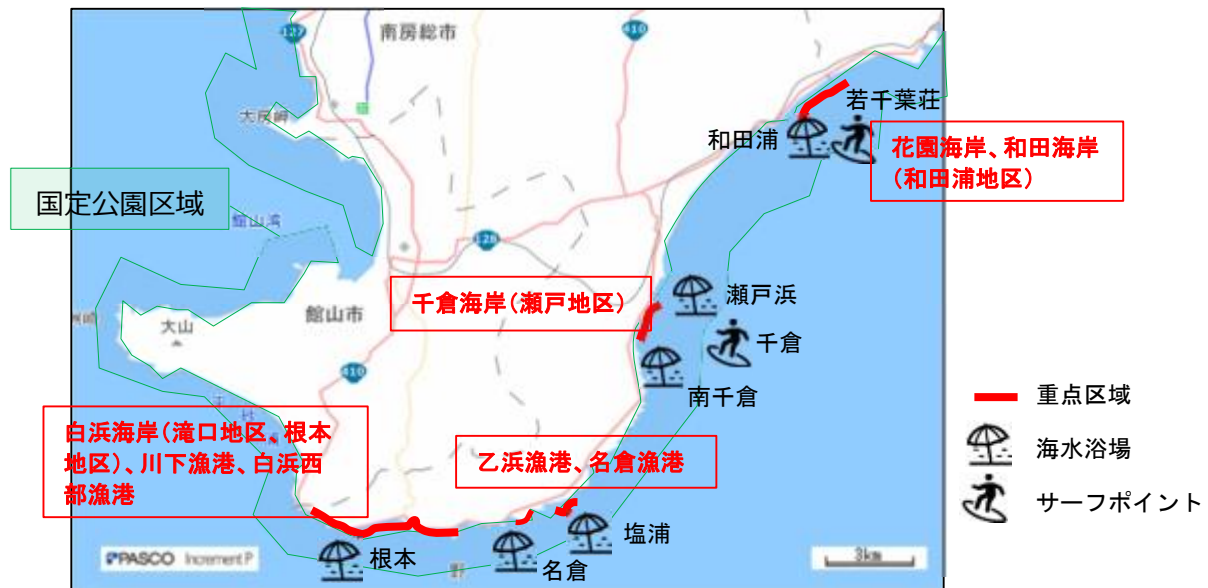 127
南房総市
410
大房岬
若千葉荘
和田浦
花園海岸、和田海岸
(和田浦地区)
国定公園区域
館山湾
128
千倉海岸(瀬戸地区)
瀬戸浜
大山
館山市
千倉
410
南千倉
重点区域
白浜海岸(滝口地区、根本
地区)、川下漁港、白浜西
部漁港
乙浜漁港、名倉漁港
海水浴場
サーフポイント
塩浦
根本
名倉
野
PASCO Increment P
3km